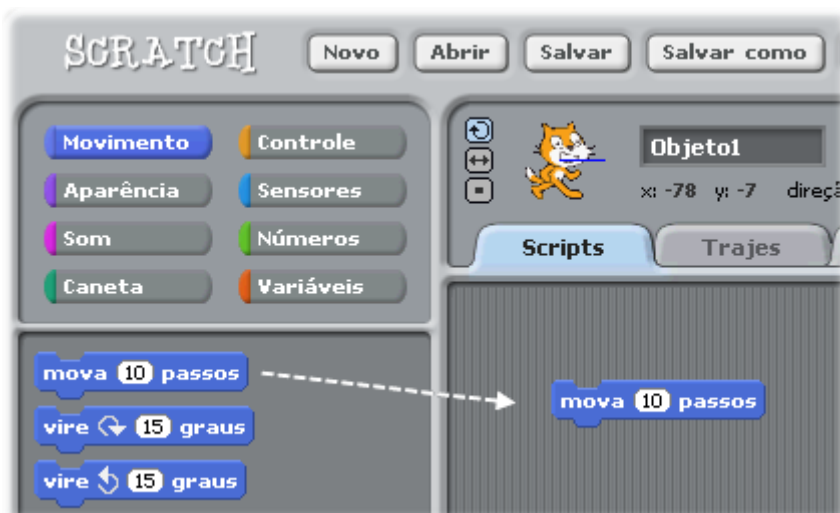 SCRATCH
Novo Abrir Salvar Salvar como
Movimento Controle
Aparência Sensores
Som Números
Caneta Variáveis
Objeto1
x: -78 y: -7 direçã
Scripts Trajes
mova 10 passos
vire 15 graus
vire 15 graus
mova 10 passos